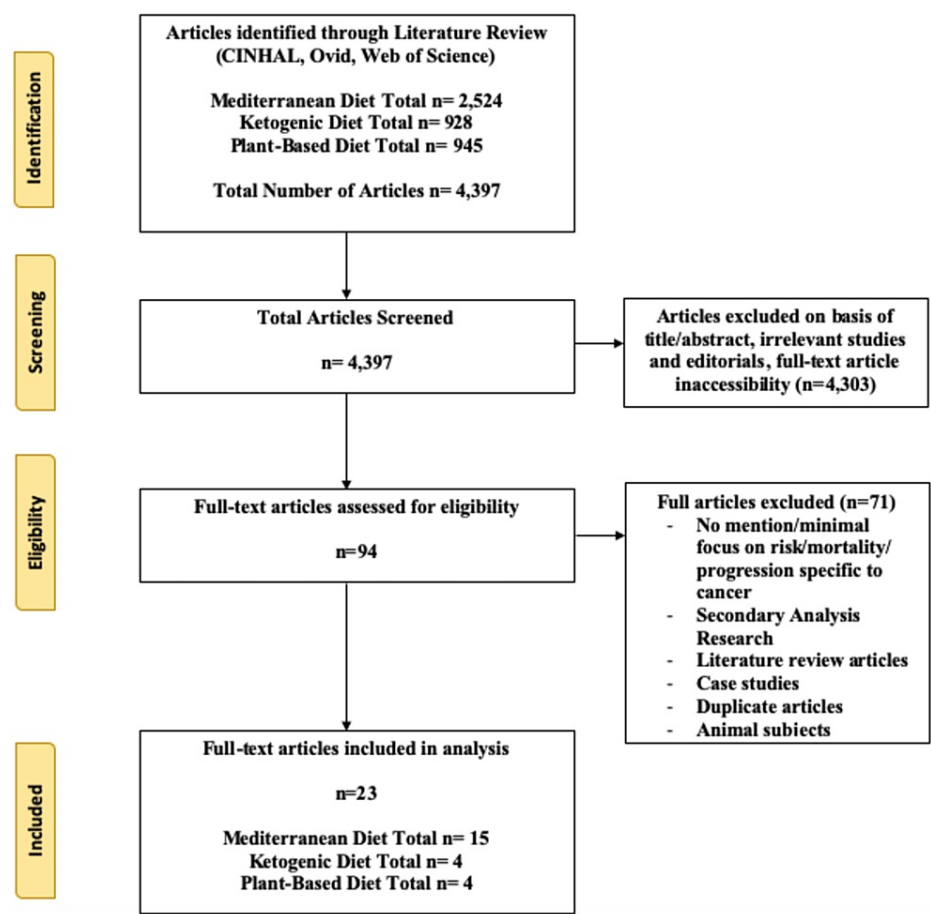 Identification
Articles identified through Literature Review
(CINHAL, Ovid, Web of Science)
Mediterranean Diet Total n= 2,524
Ketogenic Diet Total n= 928
Plant-Based Diet Total n= 945
Total Number of Articles n= 4,397
Screening
Total Articles Screened
n= 4,397
Articles excluded on basis of
title/abstract, irrelevant studies
and editorials, full-text article
inaccessibility (n=4,303)
Eligibility
Full-text articles assessed for eligibility
n=94
Full articles excluded (n=71)
- No mention/minimal
focus on risk/mortality/
progression specific to
cancer
- Secondary Analysis
Research
- Literature review articles
- Case studies
- Duplicate articles
- Animal subjects
Included
Full-text articles included in analysis
n=23
Mediterranean Diet Total n= 15
Ketogenic Diet Total n= 4
Plant-Based Diet Total n= 4